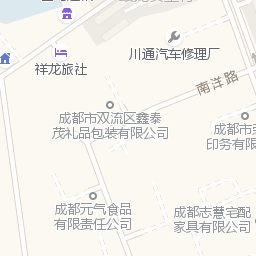 川通汽车修理厂
祥龙旅社
南洋路
成都市双流区鑫泰
茂礼品包装有限公司
成都市
印务有限公
成都元气食品
有限责任公司
成都志慧宅配
家具有限公司